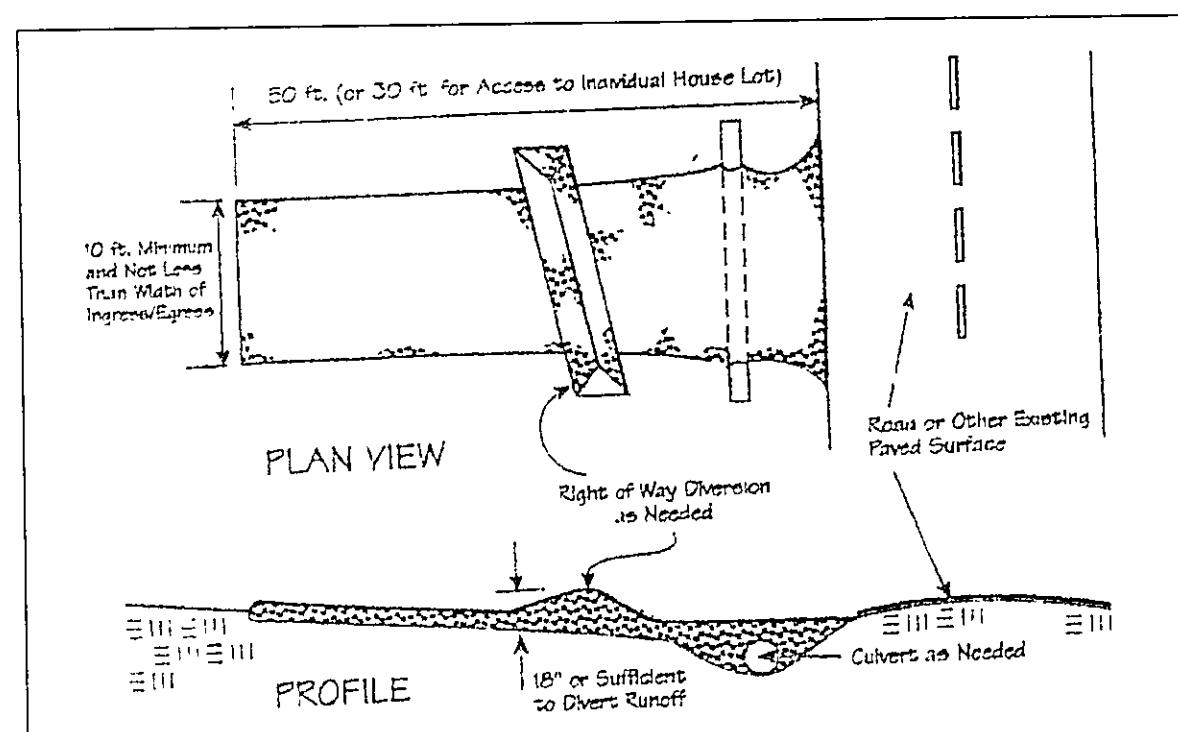 50 ft. (or 30 ft for Access to Individual House Lot)
10 ft. Minimum
and Not Less
Than Width of
Ingress/Egress
PLAN VIEW
Road or Other Existing
Paved Surface
Right of Way Diversion
as Needed
Culvert as Needed
18" or Sufficient
to Divert Runoff
PROFILE